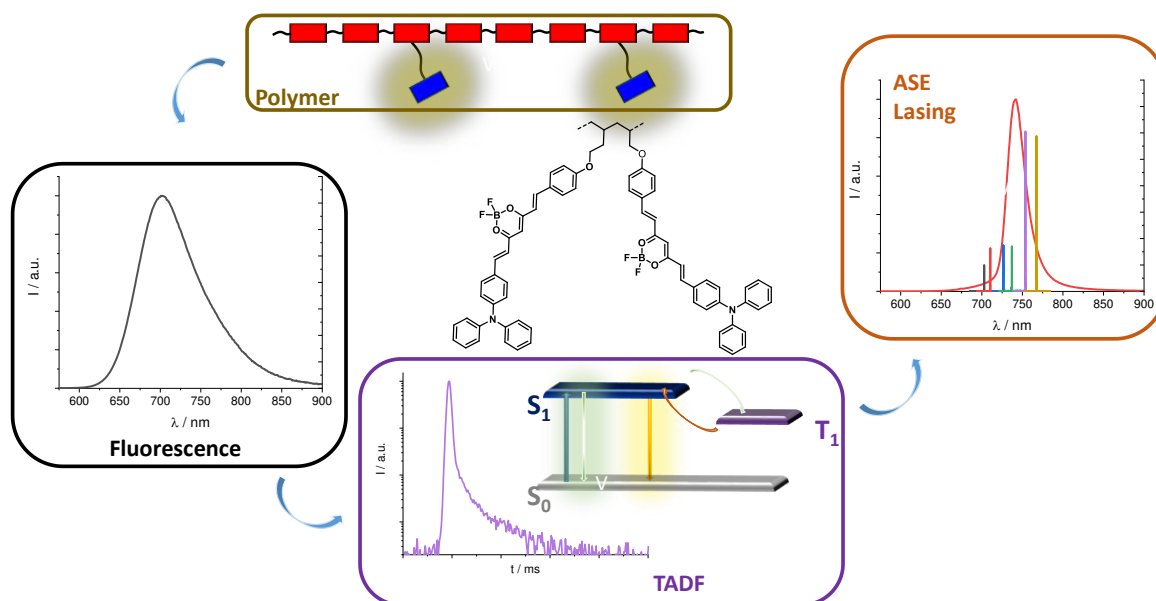 Polymer
V
ASE
Lasing
I / a.u.
600 650 700 750 800 850 900
λ / nm
O
O
F
F
B
O
O
N
F
F
B
O
O
N
I / a.u.
600 650 700 750 800 850 900
λ / nm
Fluorescence
S1
T1
S0
V
I / a.u.
t / ms
TADF